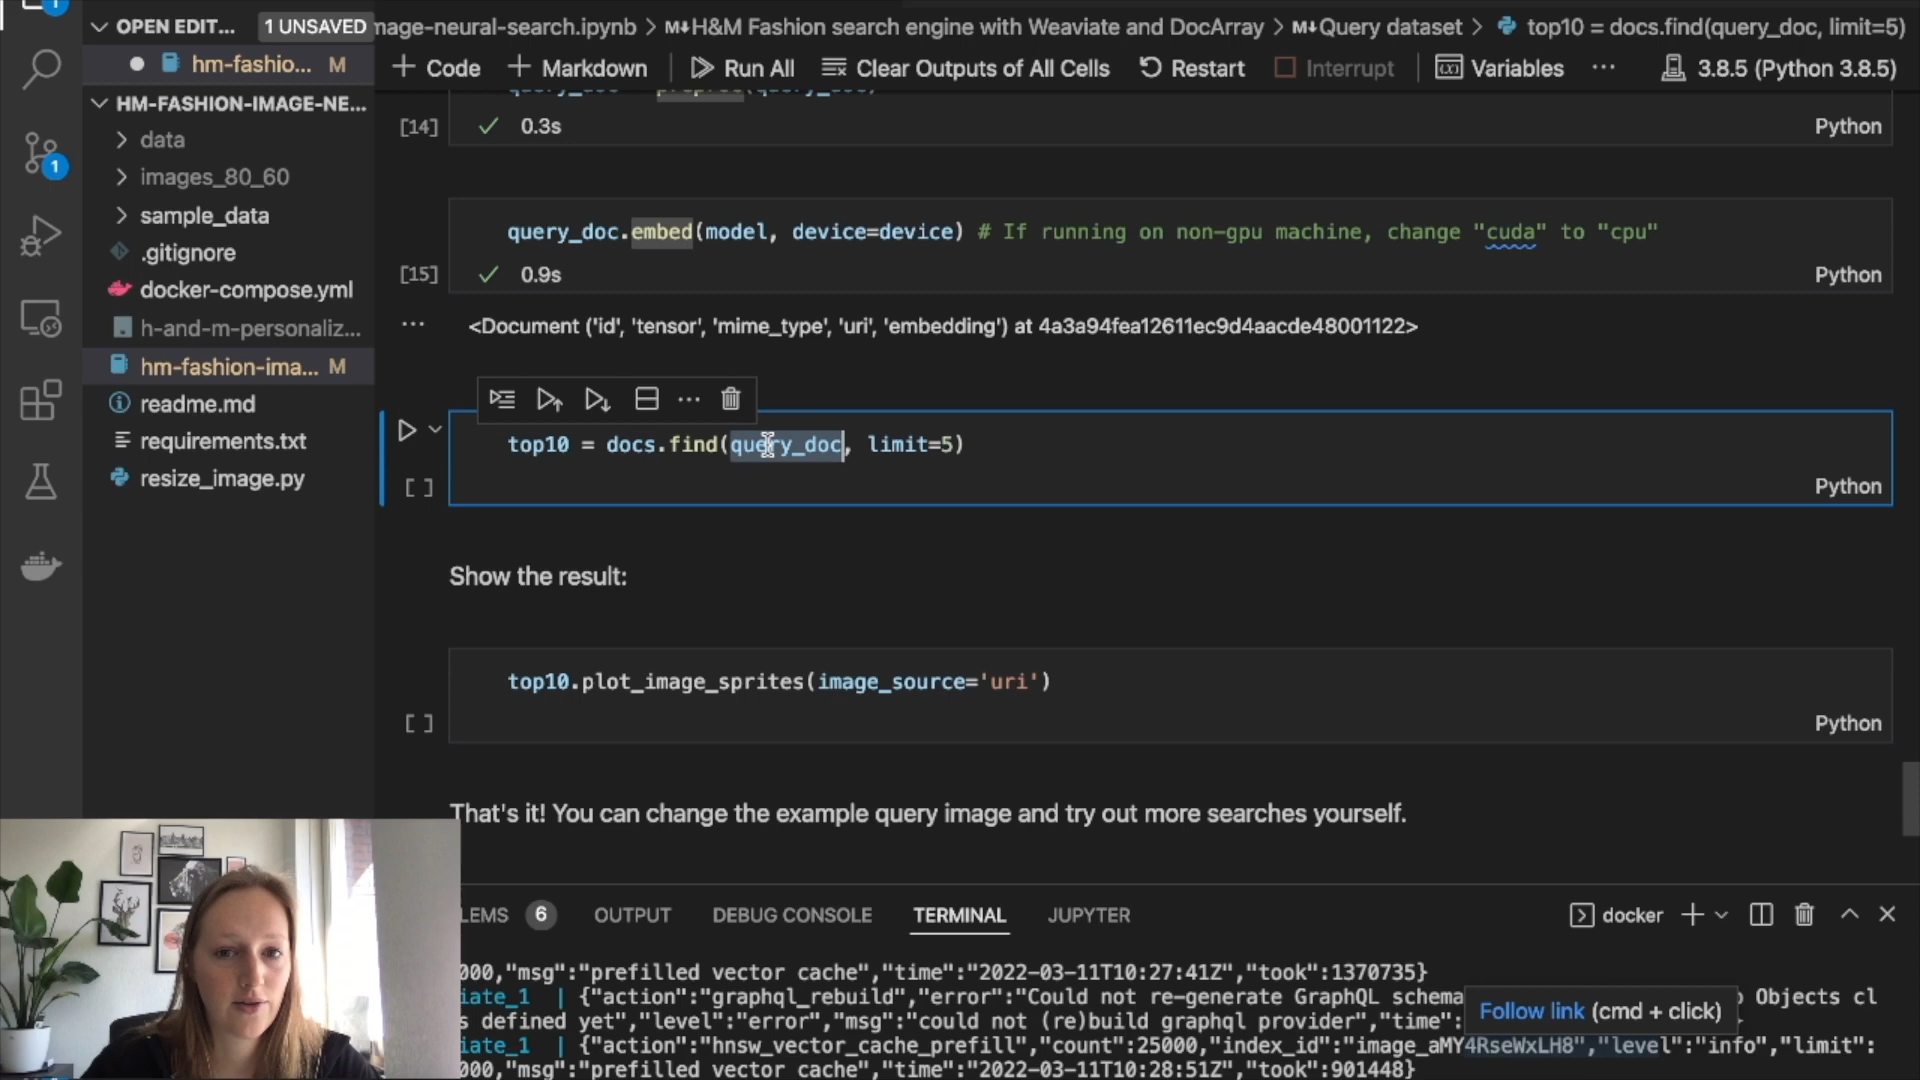 OPEN EDIT... 1 UNSAVED
mage-neural-search.ipynb > M↓H&M Fashion search engine with Weaviate and DocArray > M↓Query dataset > top10 = docs.find(query_doc, limit=5)
hm-fashio... M
+ Code + Markdown Run All Clear Outputs of All Cells Restart Interrupt Variables ... 3.8.5 (Python 3.8.5)
HM-FASHION-IMAGE-NE...
data
images_80_60
sample_data
.gitignore
docker-compose.yml
h-and-m-personaliz...
hm-fashion-ima... M
readme.md
requirements.txt
resize_image.py
1
1
[14] 0.3s Python
query_doc.embed(model, device=device) # If running on non-gpu machine, change "cuda" to "cpu"
[15] 0.9s Python
... <Document ('id', 'tensor', 'mime_type', 'uri', 'embedding') at 4a3a94fea12611ec9d4aacde48001122>
top10 = docs.find(query_doc, limit=5)
[ ] Python
Show the result:
top10.plot_image_sprites(image_source='uri')
[ ] Python
That's it! You can change the example query image and try out more searches yourself.
LEMS 6 OUTPUT DEBUG CONSOLE TERMINAL JUPYTER docker
000,"msg":"prefilled vector cache","time":"2022-03-11T10:27:41Z","took":1370735}
iate_1 | {"action":"graphql_rebuild","error":"Could not re-generate GraphQL schema Objects cl
s defined yet","level":"error","msg":"could not (re)build graphql provider","time":
Follow link (cmd + click)
iate_1 | {"action":"hnsw_vector_cache_prefill","count":25000,"index_id":"image_aMY4RseWxLH8","level":"info","limit":
000,"msg":"prefilled vector cache","time":"2022-03-11T10:28:51Z","took":901448}